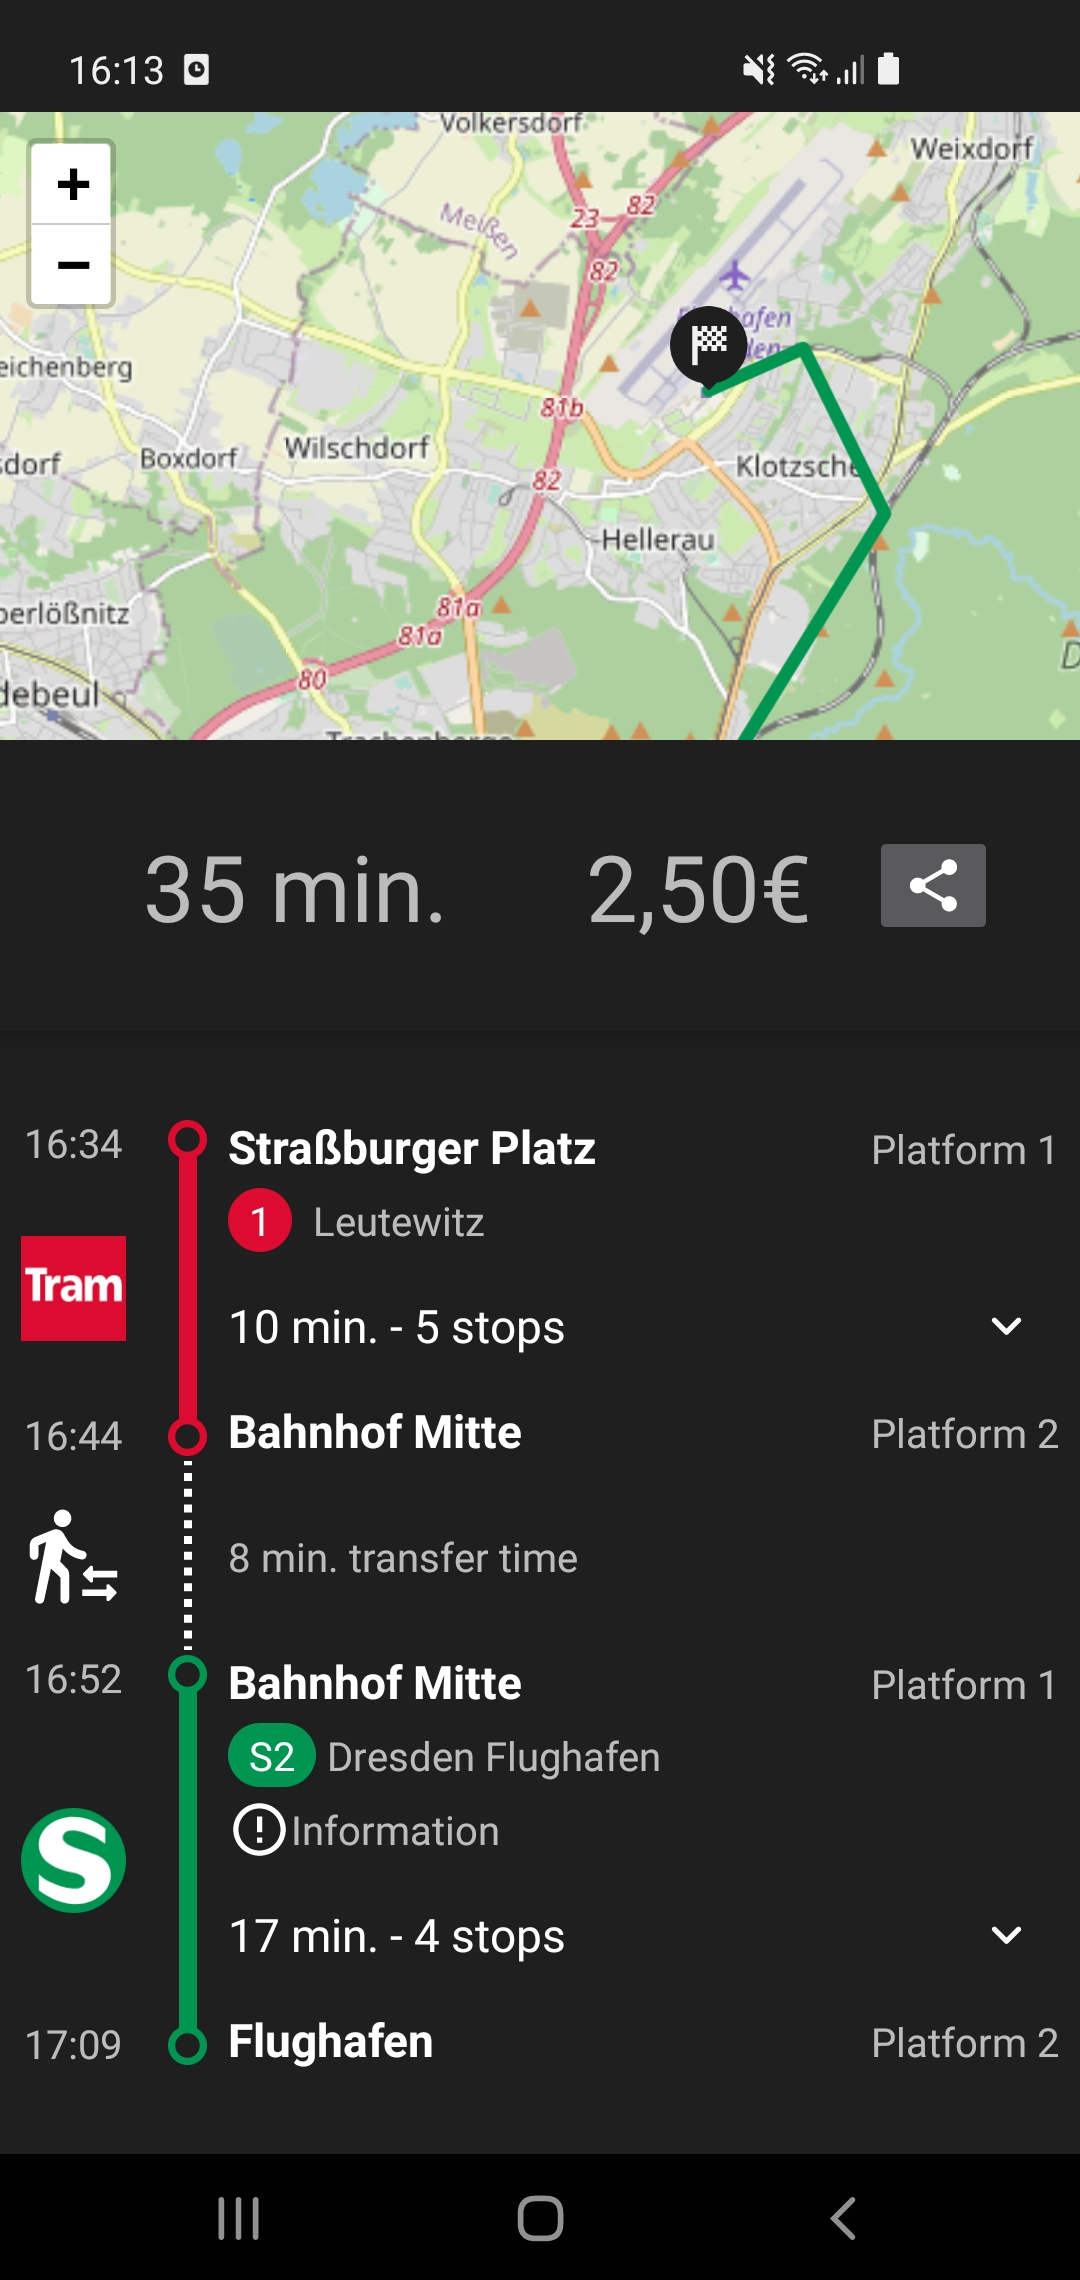 16:13
Volkersdorf
Weixdorf
+
Meißen
23
82
82
−
eichenberg
81b
Wilschdorf
Boxdorf
sdorf
Klotzsche
82
Hellerau
81a
81a
perlößnitz
80
debeul
D
35 min.
2,50€
16:34
Straßburger Platz
Platform 1
1
Leutewitz
Tram
10 min. - 5 stops
16:44
Bahnhof Mitte
Platform 2
8 min. transfer time
16:52
Bahnhof Mitte
Platform 1
S2
Dresden Flughafen
Information
S
17 min. - 4 stops
17:09
Flughafen
Platform 2